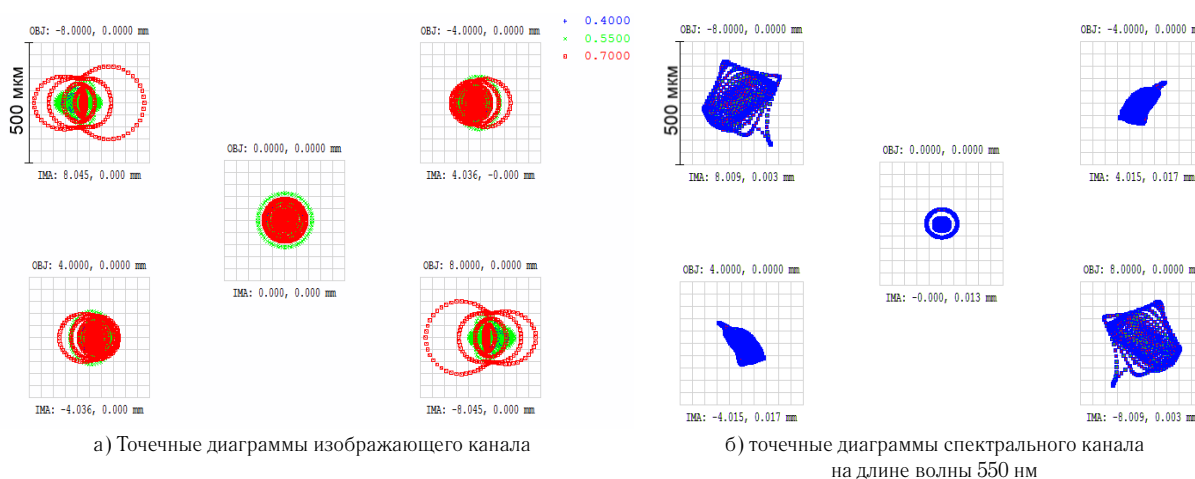 OBJ: -8.0000, 0.0000 mm
OBJ: -4.0000, 0.0000 mm
+ 0.4000
× 0.5500
¤ 0.7000
500 мкм
IMA: 8.045, 0.000 mm
IMA: 4.036, -0.000 mm
OBJ: 0.0000, 0.0000 mm
IMA: 0.000, 0.000 mm
OBJ: 4.0000, 0.0000 mm
OBJ: 8.0000, 0.0000 mm
IMA: -4.036, 0.000 mm
IMA: -8.045, 0.000 mm
а) Точечные диаграммы изображающего канала
OBJ: -8.0000, 0.0000 mm
OBJ: -4.0000, 0.0000 m
500 мкм
IMA: 8.009, 0.003 mm
IMA: 4.015, 0.017 mm
OBJ: 0.0000, 0.0000 mm
IMA: -0.000, 0.013 mm
OBJ: 4.0000, 0.0000 mm
OBJ: 8.0000, 0.0000 m
IMA: -4.015, 0.017 mm
IMA: -8.009, 0.003 mm
б) точечные диаграммы спектрального канала
на длине волны 550 нм